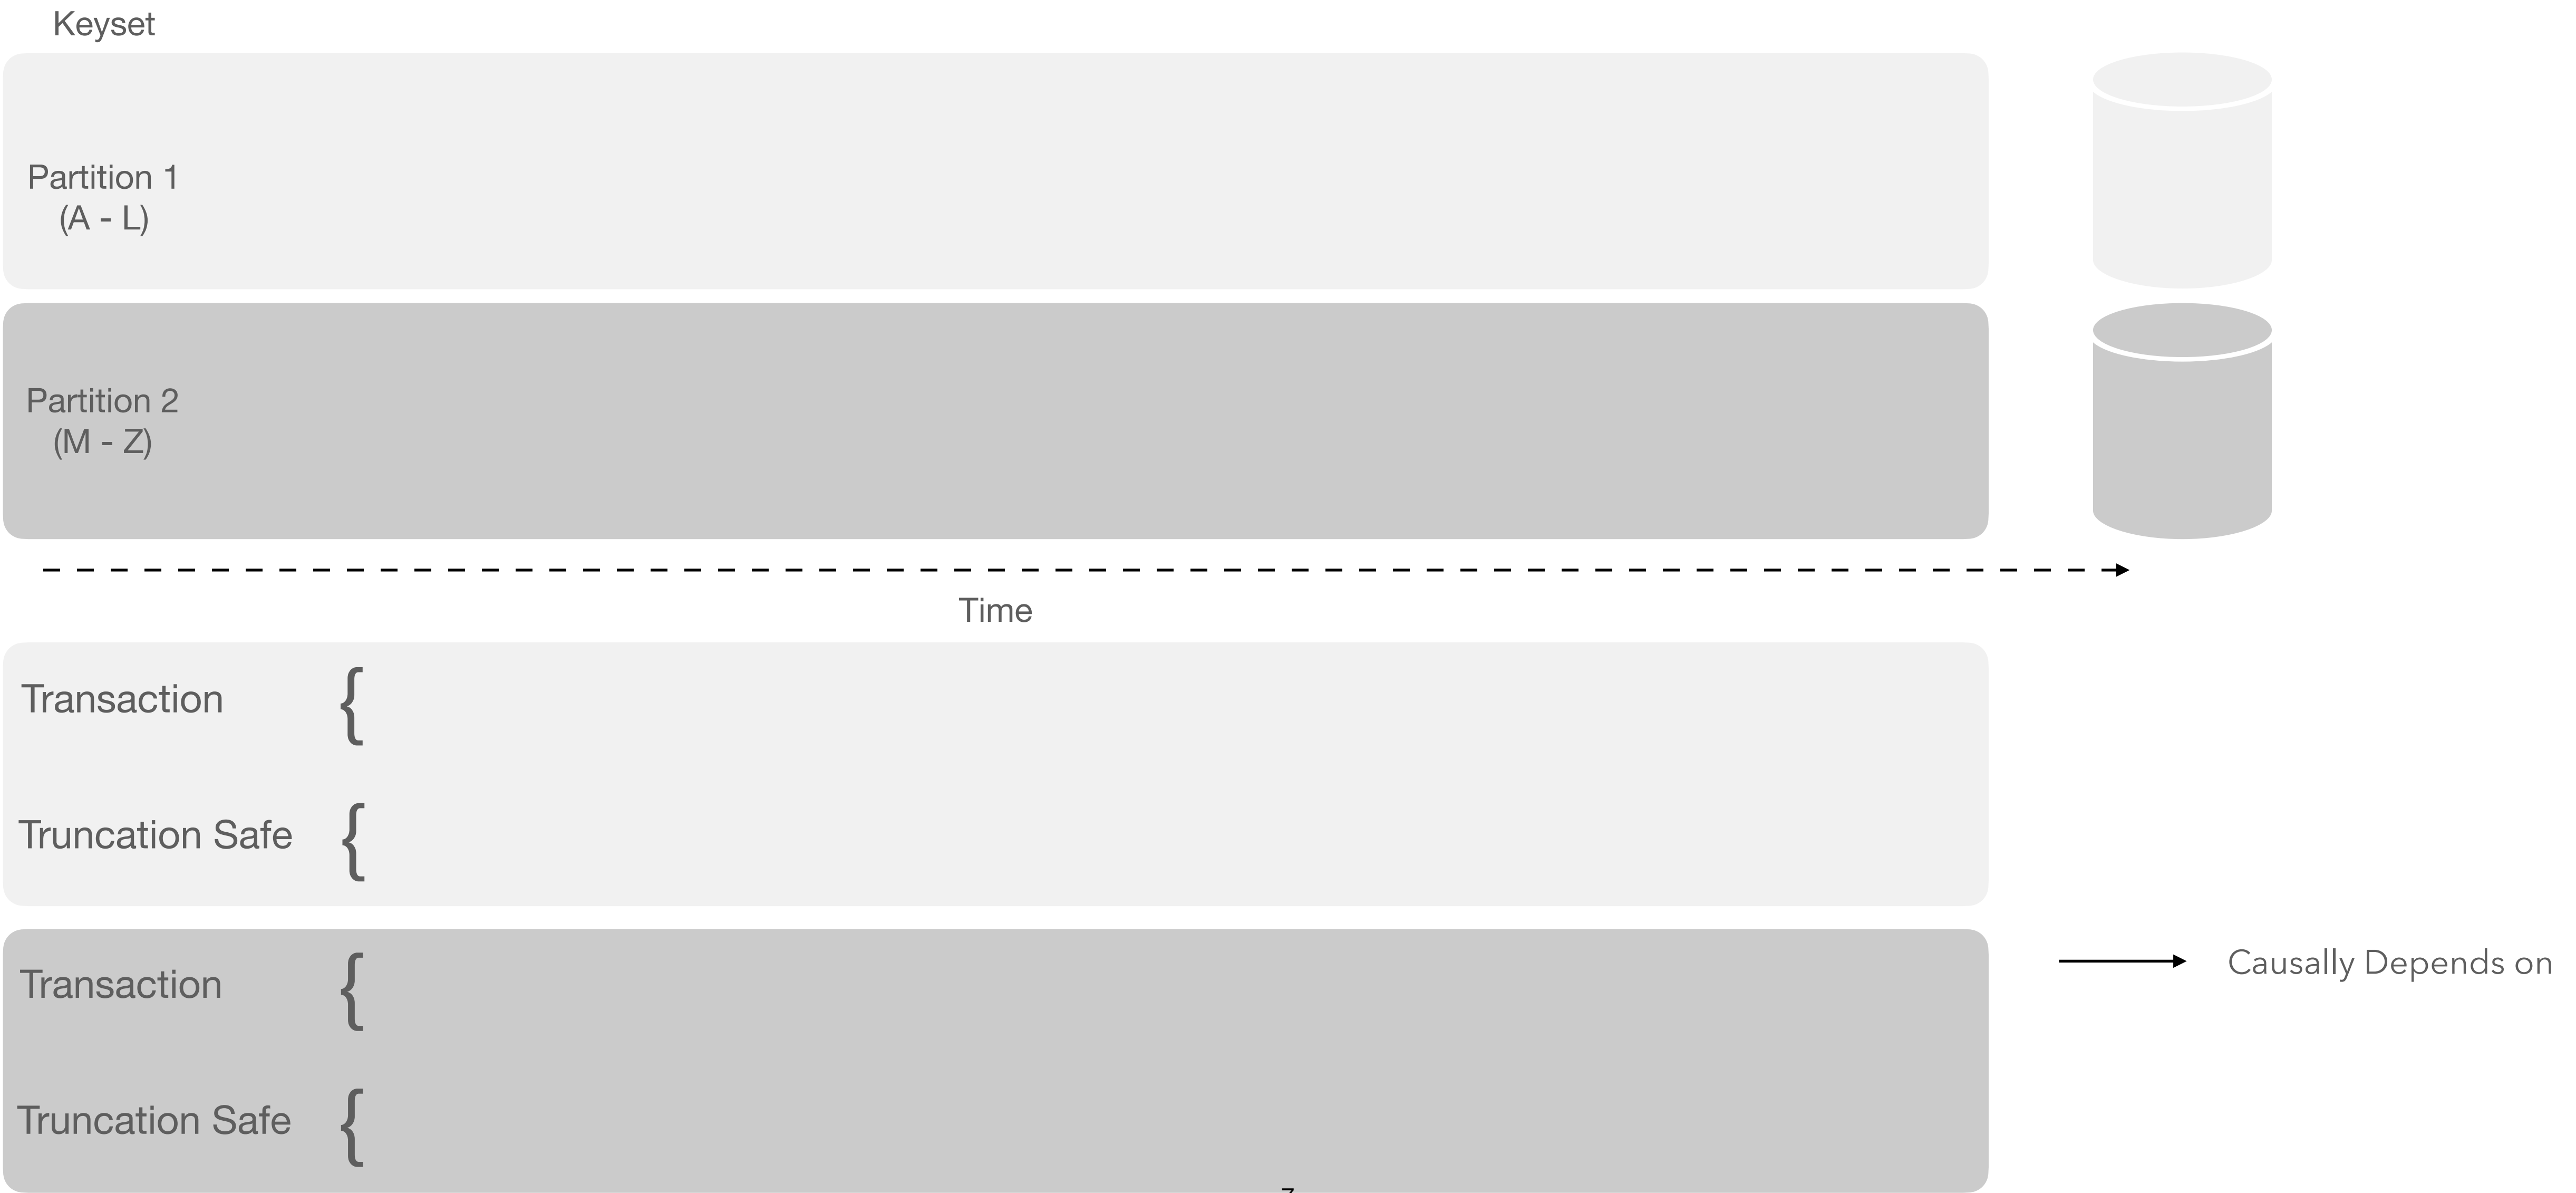 Keyset
Partition 1
(A - L)
Partition 2
(M - Z)
Time
Transaction {
Truncation Safe {
Transaction {
Causally Depends on
Truncation Safe {